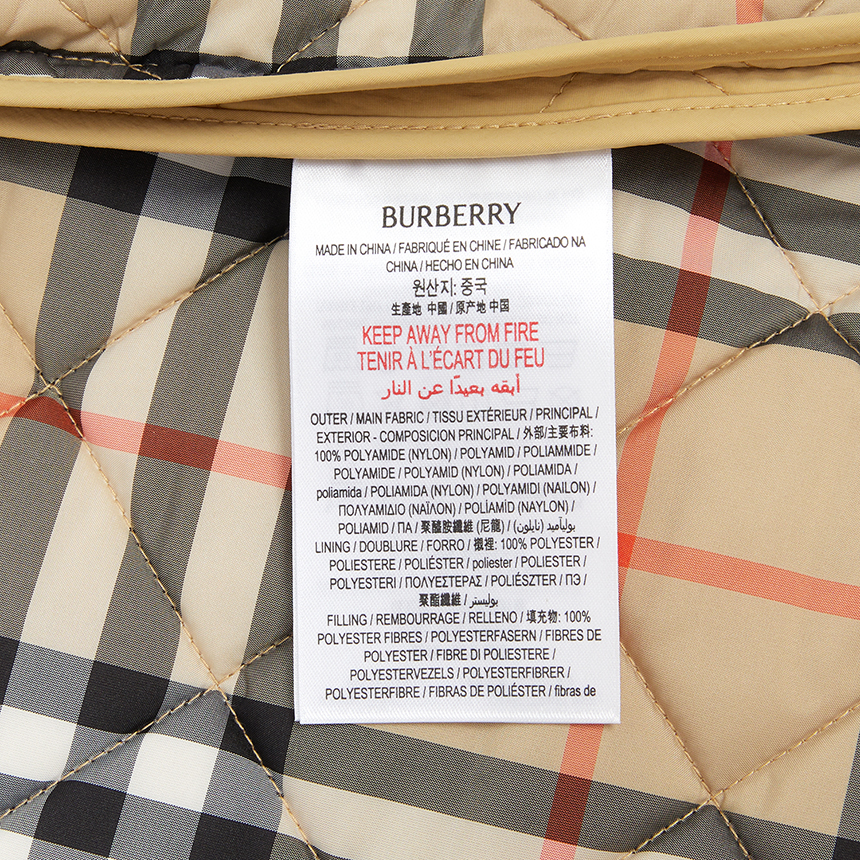 BURBERRY
MADE IN CHINA / FABRIQUÉ EN CHINE / FABRICADO NA
CHINA / HECHO EN CHINA
원산지: 중국
生產地 中國 / 原产地 中国
KEEP AWAY FROM FIRE
TENIR À L'ÉCART DU FEU
أبقه بعيدًا عن النار
OUTER / MAIN FABRIC / TISSU EXTÉRIEUR / PRINCIPAL /
EXTERIOR - COMPOSICION PRINCIPAL / 外部/主要布料:
100% POLYAMIDE (NYLON) / POLYAMID / POLIAMMIDE /
POLYAMIDE / POLYAMID (NYLON) / POLIAMIDA /
poliamida / POLIAMIDA (NYLON) / POLYAMIDI (NAILON) /
ΠΟΛΥΑΜΙΔΙΟ (ΝΑΪΛΟΝ) / POLİAMİD (NAYLON) /
POLIAMID / ПА / 聚醯胺纖維 (尼龍) / بولياَميد (نايلون) /
LINING / DOUBLURE / FORRO / 裡: 100% POLYESTER /
POLIESTERE / POLIÉSTER / poliester / POLIESTER /
POLYESTERI / ΠΟΛΥΕΣΤΕΡΑΣ / POLIÉSZTER / ПЭ /
聚酯纖維 / بوليستر /
FILLING / REMBOURRAGE / RELLENO / 填充物: 100%
POLYESTER FIBRES / POLYESTERFASERN / FIBRES DE
POLYESTER / FIBRE DI POLIESTERE /
POLYESTERVEZELS / POLYESTERFIBRER /
POLYESTERFIBRE / FIBRAS DE POLIÉSTER / fibras de